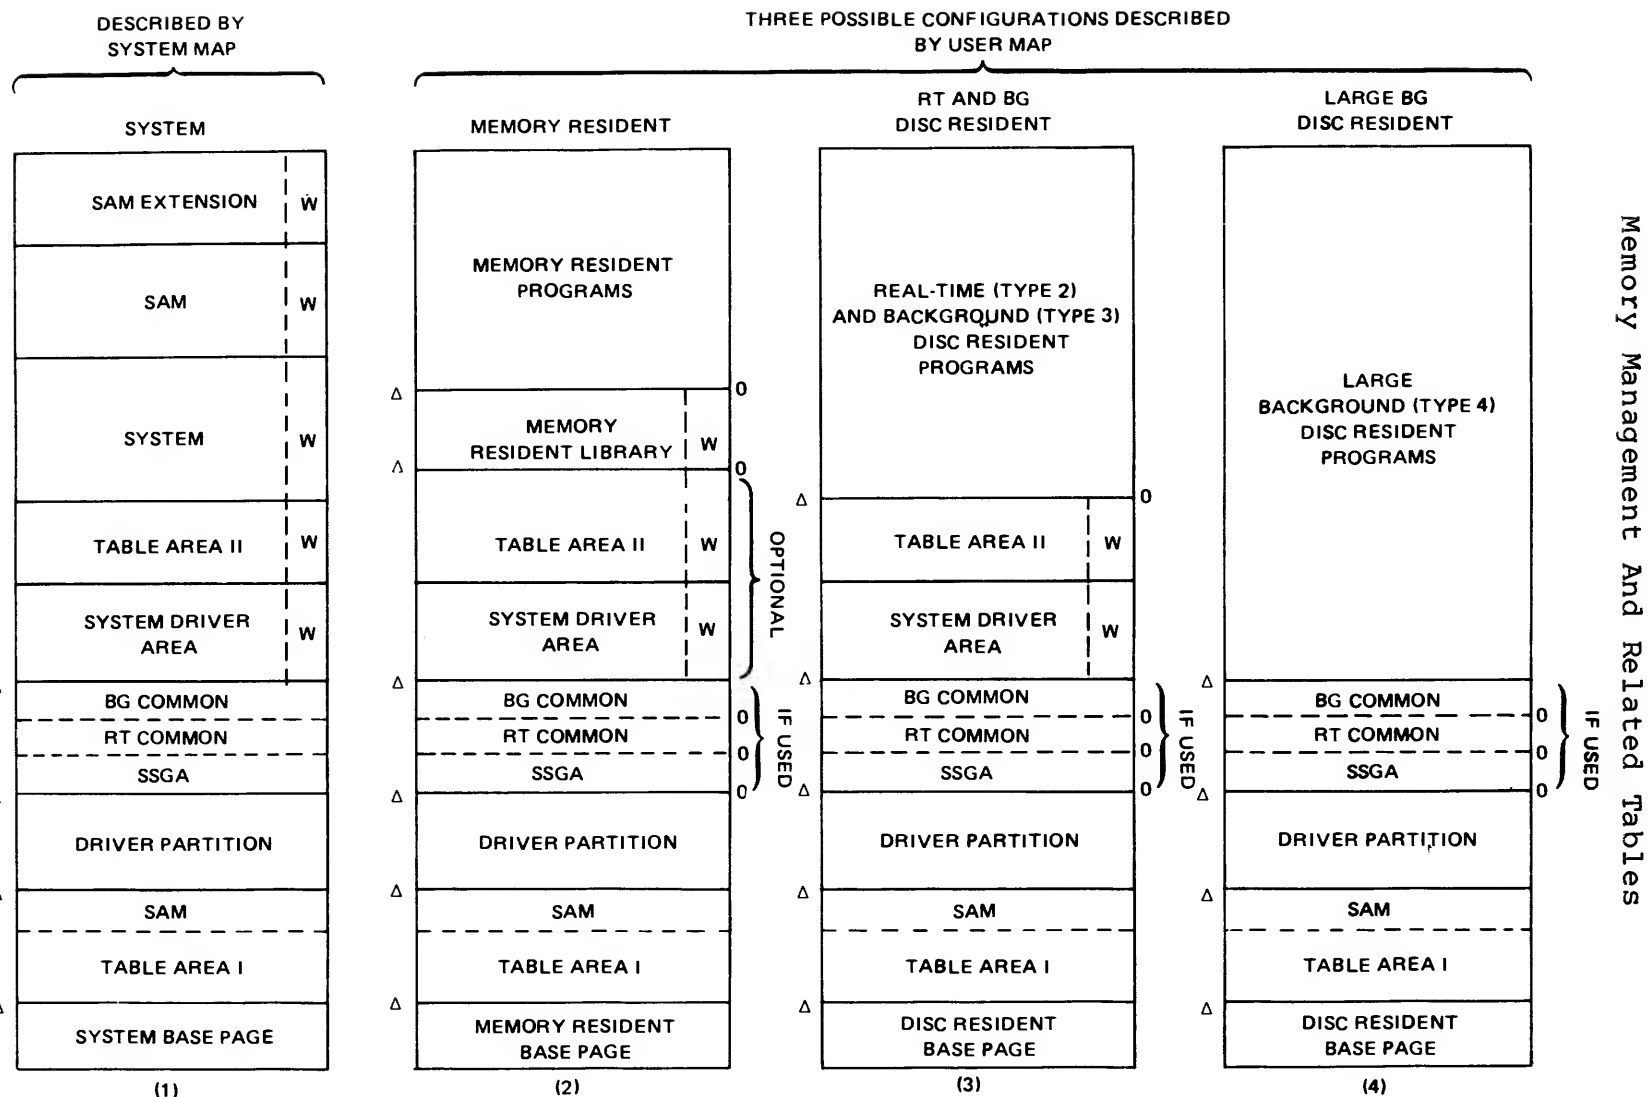 DESCRIBED BY
SYSTEM MAP
THREE POSSIBLE CONFIGURATIONS DESCRIBED
BY USER MAP
SYSTEM
SAM EXTENSION
W
SAM
W
SYSTEM
W
TABLE AREA II
W
SYSTEM DRIVER
AREA
W
BG COMMON
RT COMMON
SSGA
DRIVER PARTITION
SAM
TABLE AREA I
SYSTEM BASE PAGE
(1)
MEMORY RESIDENT
MEMORY RESIDENT
PROGRAMS
Δ
0
MEMORY
RESIDENT LIBRARY
W
Δ
0
TABLE AREA II
W
SYSTEM DRIVER
AREA
W
OPTIONAL
Δ
BG COMMON
0
RT COMMON
0
SSGA
0
IF USED
Δ
DRIVER PARTITION
Δ
SAM
TABLE AREA I
Δ
MEMORY RESIDENT
BASE PAGE
(2)
RT AND BG
DISC RESIDENT
REAL-TIME (TYPE 2)
AND BACKGROUND (TYPE 3)
DISC RESIDENT
PROGRAMS
Δ
0
TABLE AREA II
W
SYSTEM DRIVER
AREA
W
Δ
BG COMMON
0
RT COMMON
0
SSGA
0
IF USED
Δ
DRIVER PARTITION
Δ
SAM
TABLE AREA I
Δ
DISC RESIDENT
BASE PAGE
(3)
LARGE BG
DISC RESIDENT
LARGE
BACKGROUND (TYPE 4)
DISC RESIDENT
PROGRAMS
Δ
BG COMMON
0
RT COMMON
0
SSGA
0
IF USED
Δ
DRIVER PARTITION
Δ
SAM
TABLE AREA I
Δ
DISC RESIDENT
BASE PAGE
(4)
Memory Management And Related Tables